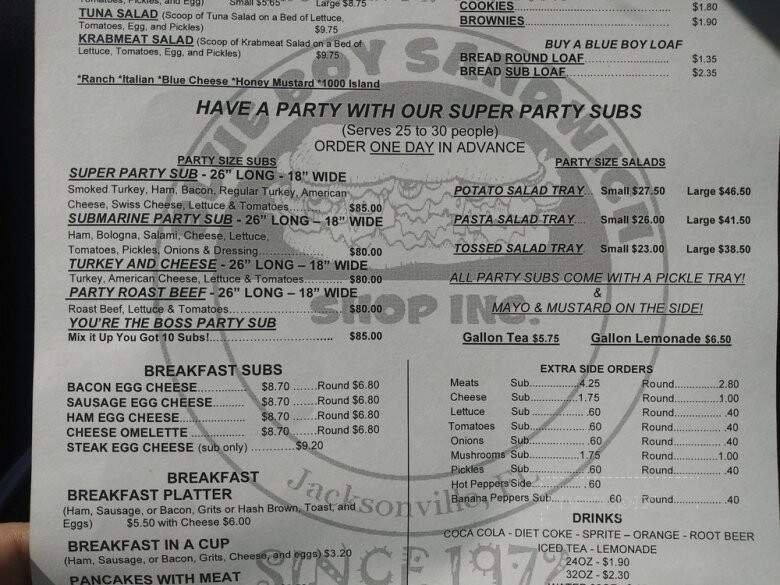 Tomatoes, Pickles, and Egg) Small $5.65 Large $8.75
TUNA SALAD (Scoop of Tuna Salad on a Bed of Lettuce,
Tomatoes, Egg, and Pickles) $9.75
KRABMEAT SALAD (Scoop of Krabmeat Salad on a Bed of
Lettuce, Tomatoes, Egg, and Pickles) $9.75
*Ranch *Italian *Blue Cheese *Honey Mustard *1000 Island
COOKIES $1.80
BROWNIES $1.90
BUY A BLUE BOY LOAF
BREAD ROUND LOAF $1.35
BREAD SUB LOAF $2.35
HAVE A PARTY WITH OUR SUPER PARTY SUBS
(Serves 25 to 30 people)
ORDER ONE DAY IN ADVANCE
PARTY SIZE SUBS
SUPER PARTY SUB - 26" LONG - 18" WIDE
Smoked Turkey, Ham, Bacon, Regular Turkey, American
Cheese, Swiss Cheese, Lettuce & Tomatoes $85.00
SUBMARINE PARTY SUB - 26" LONG – 18" WIDE
Ham, Bologna, Salami, Cheese, Lettuce,
Tomatoes, Pickles, Onions & Dressing $80.00
TURKEY AND CHEESE - 26" LONG – 18" WIDE
Turkey, American Cheese, Lettuce & Tomatoes $80.00
PARTY ROAST BEEF - 26" LONG – 18" WIDE
Roast Beef, Lettuce & Tomatoes $80.00
YOU'RE THE BOSS PARTY SUB
Mix it Up You Got 10 Subs! $85.00
PARTY SIZE SALADS
POTATO SALAD TRAY Small $27.50 Large $46.50
PASTA SALAD TRAY Small $26.00 Large $41.50
TOSSED SALAD TRAY Small $23.00 Large $38.50
ALL PARTY SUBS COME WITH A PICKLE TRAY!
&
MAYO & MUSTARD ON THE SIDE!
Gallon Tea $5.75 Gallon Lemonade $6.50
BREAKFAST SUBS
BACON EGG CHEESE $8.70 Round $6.80
SAUSAGE EGG CHEESE $8.70 Round $6.80
HAM EGG CHEESE $8.70 Round $6.80
CHEESE OMELETTE $8.70 Round $6.80
STEAK EGG CHEESE (sub only) $9.20
BREAKFAST
BREAKFAST PLATTER
(Ham, Sausage, or Bacon, Grits or Hash Brown, Toast, and
Eggs) $5.50 with Cheese $6.00
BREAKFAST IN A CUP
(Ham, Sausage, or Bacon, Grits, Cheese, and eggs) $3.20
PANCAKES WITH MEAT
EXTRA SIDE ORDERS
Meats Sub 4.25 Round 2.80
Cheese Sub 1.75 Round 1.00
Lettuce Sub .60 Round .40
Tomatoes Sub .60 Round .40
Onions Sub .60 Round .40
Mushrooms Sub 1.75 Round 1.00
Pickles Sub .60 Round .40
Hot Peppers Side .60
Banana Peppers Sub .60 Round .40
DRINKS
COCA COLA - DIET COKE - SPRITE – ORANGE - ROOT BEER
ICED TEA - LEMONADE
24OZ - $1.90
32OZ - $2.30
BOY SANDWICH
SHOP INC.
Jacksonville,
SINCE 197